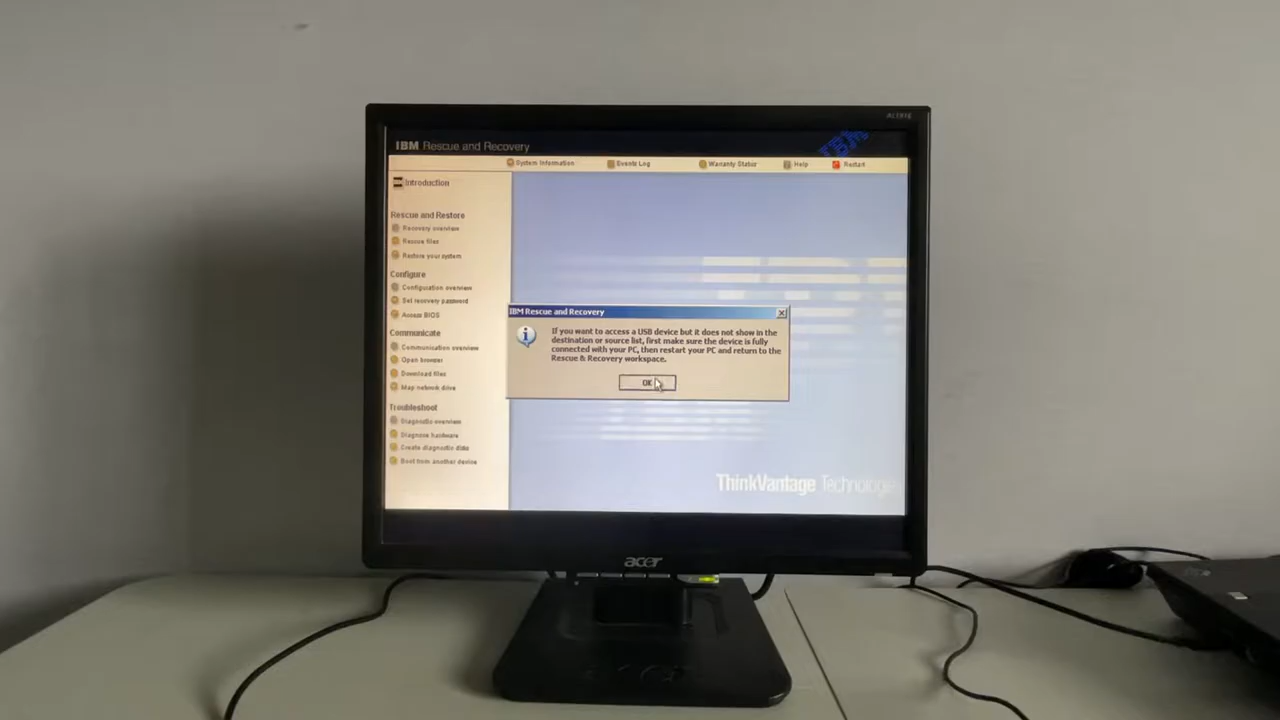 AL1916
IBM Rescue and Recovery
IBM
System Information
Events Log
Warranty Status
Help
Restart
Introduction
Rescue and Restore
Recovery overview
Rescue files
Restore your system
Configure
Configuration overview
Set recovery password
Access BIOS
Communicate
Communication overview
Open browser
Download files
Map network drive
Troubleshoot
Diagnostic overview
Diagnose hardware
Create diagnostic disks
Boot from another device
IBM Rescue and Recovery
If you want to access a USB device but it does not show in the
destination or source list, first make sure the device is fully
connected with your PC, then restart your PC and return to the
Rescue & Recovery workspace.
OK
ThinkVantage Technologies
acer
acer